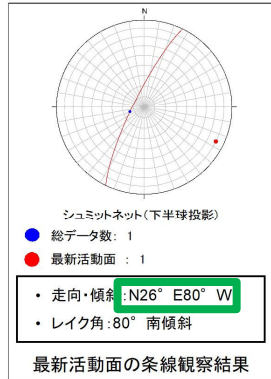 N
シュミットネット(下半球投影)
総データ数: 1
最新活動面 : 1
・ 走向・傾斜:N26° E80° W
・ レイク角:80° 南傾斜
最新活動面の条線観察結果